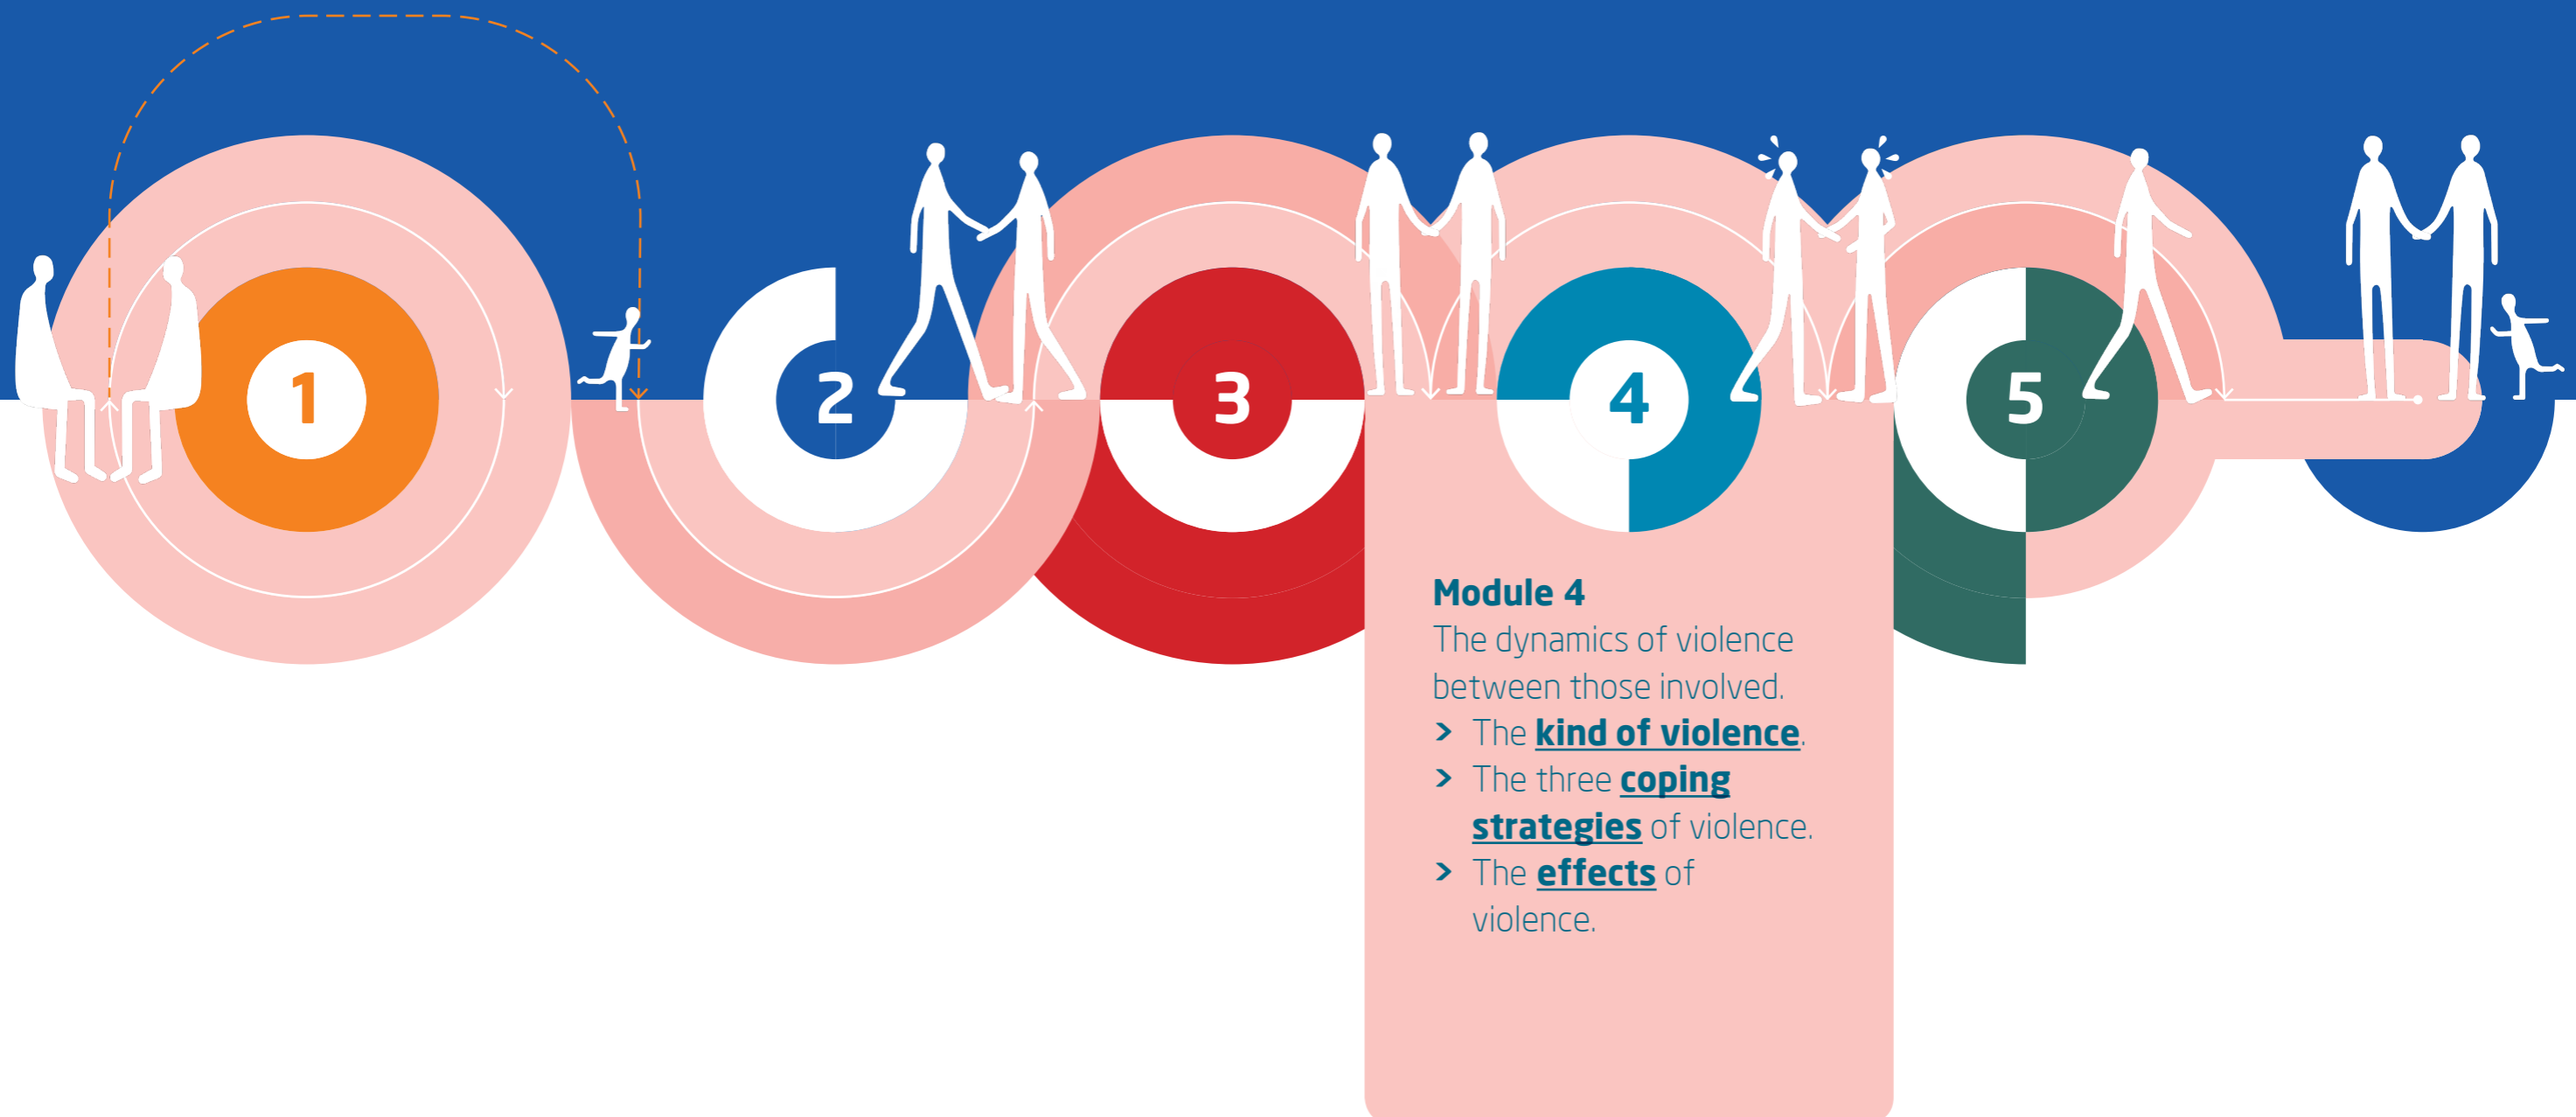 1
2
3
4
5
Module 4
The dynamics of violence
between those involved.
> The kind of violence.
> The three coping
strategies of violence.
> The effects of
violence.